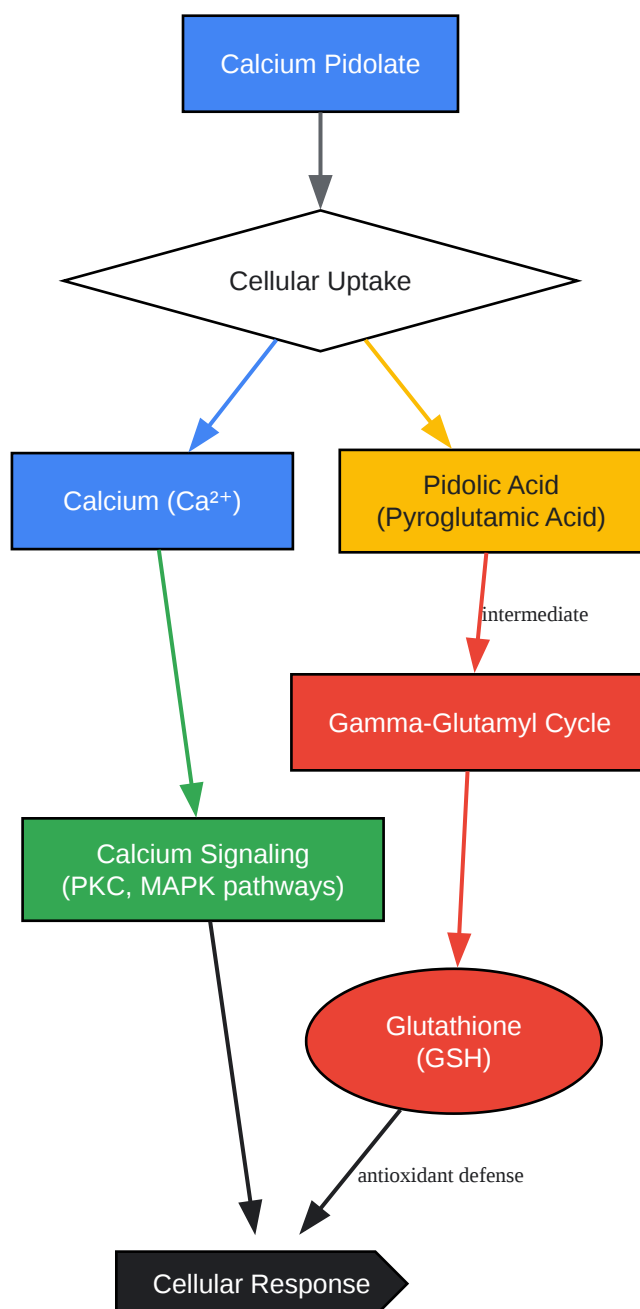 Calcium Pidolate
Cellular Uptake
Calcium (Ca²⁺)
Pidolic Acid
(Pyroglutamic Acid)
intermediate
Gamma-Glutamyl Cycle
Calcium Signaling
(PKC, MAPK pathways)
Glutathione
(GSH)
antioxidant defense
Cellular Response